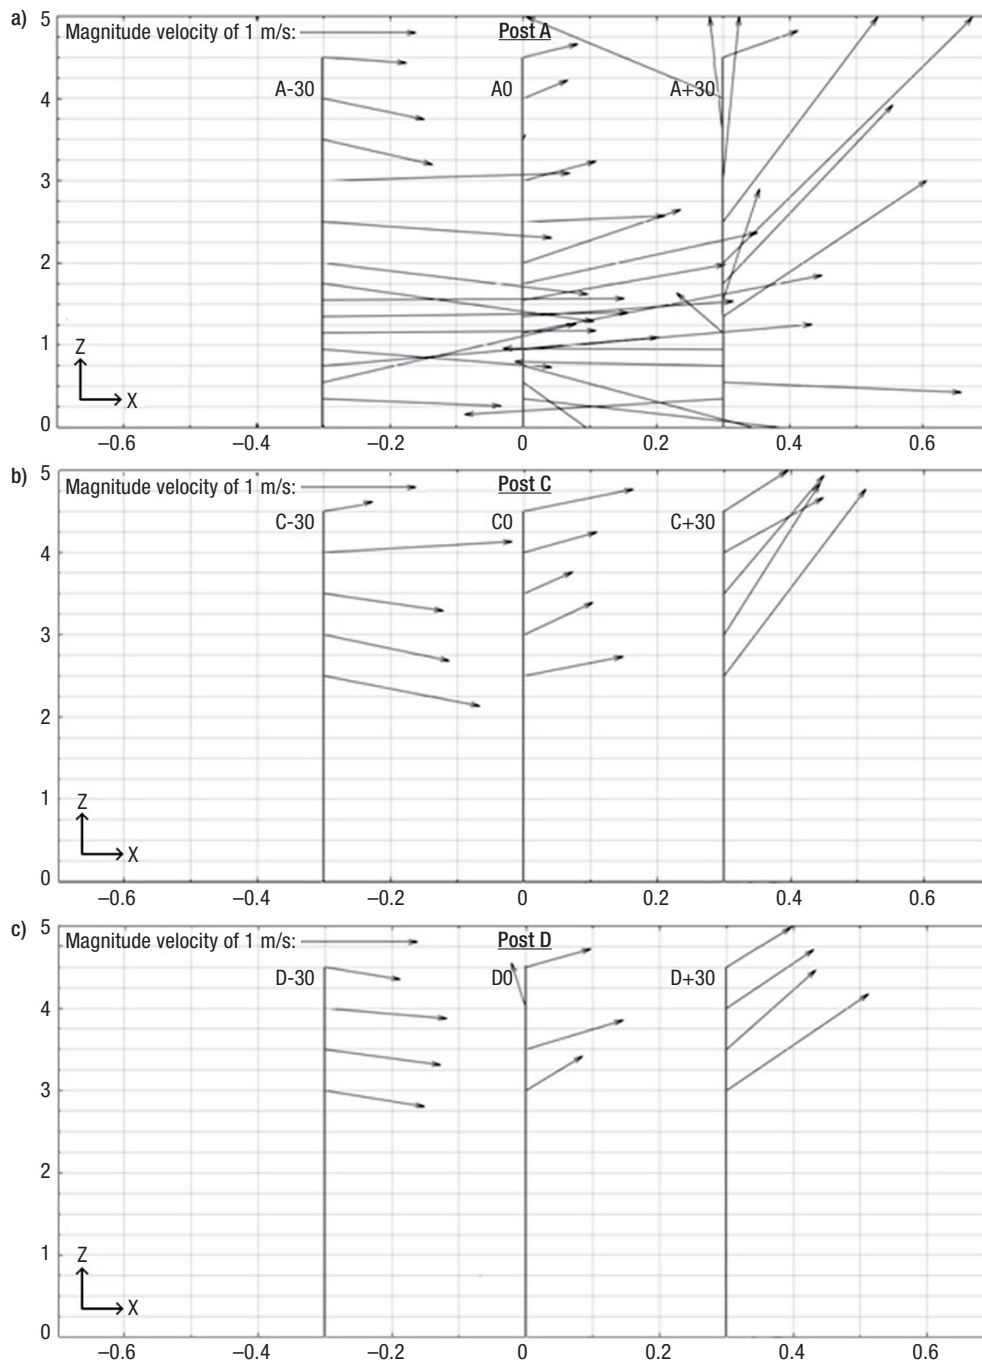 a)
5
Magnitude velocity of 1 m/s:
Post A
A-30
A0
A+30
4
3
2
1
Z
X
0
–0.6
–0.4
–0.2
0
0.2
0.4
0.6
b)
5
Magnitude velocity of 1 m/s:
Post C
C-30
C0
C+30
4
3
2
1
Z
X
0
–0.6
–0.4
–0.2
0
0.2
0.4
0.6
c)
5
Magnitude velocity of 1 m/s:
Post D
D-30
D0
D+30
4
3
2
1
Z
X
0
–0.6
–0.4
–0.2
0
0.2
0.4
0.6